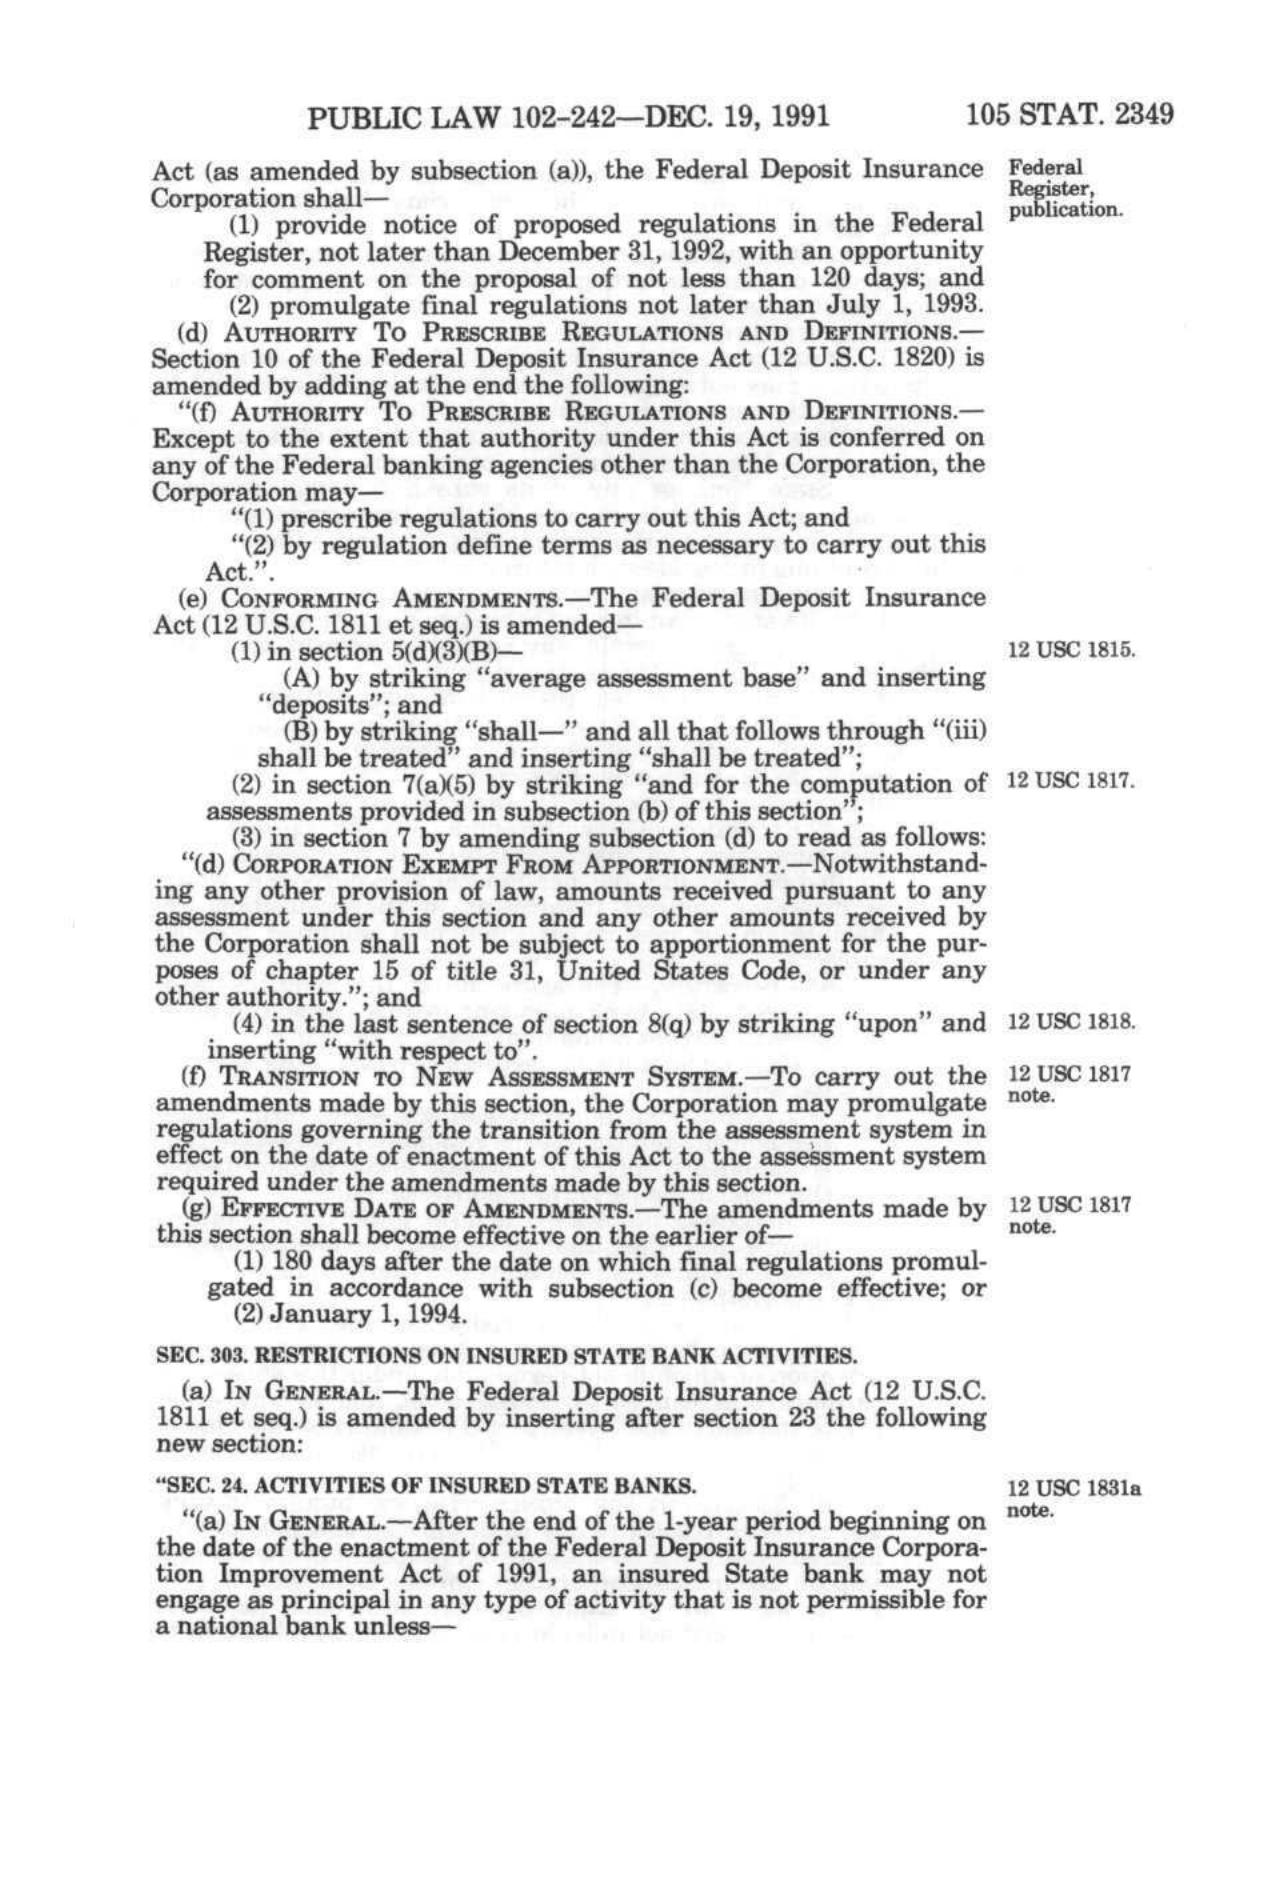 PUBLIC LAW 102-242—DEC. 19, 1991 105 STAT. 2349
Act (as amended by subsection (a)), the Federal Deposit Insurance
Corporation shall—
Federal
Register,
publication.
(1) provide notice of proposed regulations in the Federal
Register, not later than December 31, 1992, with an opportunity
for comment on the proposal of not less than 120 days; and
(2) promulgate final regulations not later than July 1, 1993.
(d) AUTHORITY TO PRESCRIBE REGULATIONS AND DEFINITIONS.—
Section 10 of the Federal Deposit Insurance Act (12 U.S.C. 1820) is
amended by adding at the end the following:
"(f) AUTHORITY TO PRESCRIBE REGULATIONS AND DEFINITIONS.—
Except to the extent that authority under this Act is conferred on
any of the Federal banking agencies other than the Corporation, the
Corporation may—
"(1) prescribe regulations to carry out this Act; and
"(2) by regulation define terms as necessary to carry out this
Act.".
(e) CONFORMING AMENDMENTS.—The Federal Deposit Insurance
Act (12 U.S.C. 1811 et seq.) is amended—
(1) in section 5(d)(3)(B)—
12 USC 1815.
(A) by striking "average assessment base" and inserting
"deposits"; and
(B) by striking "shall—" and all that follows through "(iii)
shall be treated" and inserting "shall be treated";
(2) in section 7(a)(5) by striking "and for the computation of
12 USC 1817.
assessments provided in subsection (b) of this section";
(3) in section 7 by amending subsection (d) to read as follows:
"(d) CORPORATION EXEMPT FROM APPORTIONMENT.—Notwithstand-
ing any other provision of law, amounts received pursuant to any
assessment under this section and any other amounts received by
the Corporation shall not be subject to apportionment for the pur-
poses of chapter 15 of title 31, United States Code, or under any
other authority."; and
(4) in the last sentence of section 8(q) by striking "upon" and
12 USC 1818.
inserting "with respect to".
(f) TRANSITION TO NEW ASSESSMENT SYSTEM.—To carry out the
12 USC 1817
note.
amendments made by this section, the Corporation may promulgate
regulations governing the transition from the assessment system in
effect on the date of enactment of this Act to the assessment system
required under the amendments made by this section.
(g) EFFECTIVE DATE OF AMENDMENTS.—The amendments made by
12 USC 1817
note.
this section shall become effective on the earlier of—
(1) 180 days after the date on which final regulations promul-
gated in accordance with subsection (c) become effective; or
(2) January 1, 1994.
SEC. 303. RESTRICTIONS ON INSURED STATE BANK ACTIVITIES.
(a) IN GENERAL.—The Federal Deposit Insurance Act (12 U.S.C.
1811 et seq.) is amended by inserting after section 23 the following
new section:
"SEC. 24. ACTIVITIES OF INSURED STATE BANKS.
12 USC 1831a
note.
"(a) IN GENERAL.—After the end of the 1-year period beginning on
the date of the enactment of the Federal Deposit Insurance Corpora-
tion Improvement Act of 1991, an insured State bank may not
engage as principal in any type of activity that is not permissible for
a national bank unless—